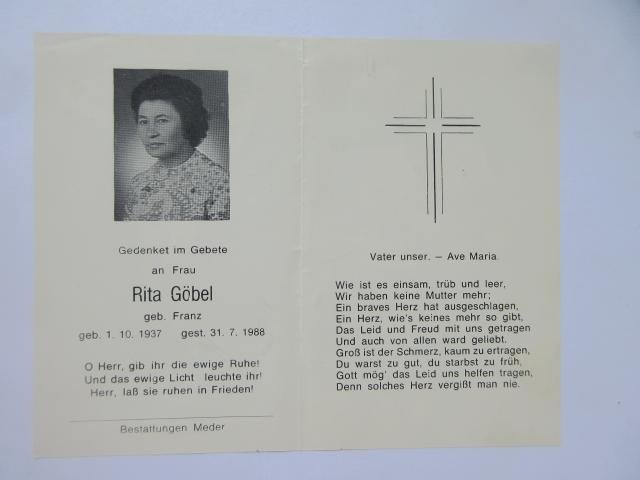 Gedenket im Gebete
an Frau
Rita Göbel
geb. Franz
geb. 1. 10. 1937 gest. 31. 7. 1988
O Herr, gib ihr die ewige Ruhe!
Und das ewige Licht leuchte ihr!
Herr, laß sie ruhen in Frieden!
Bestattungen Meder
Vater unser. – Ave Maria.
Wie ist es einsam, trüb und leer,
Wir haben keine Mutter mehr;
Ein braves Herz hat ausgeschlagen,
Ein Herz, wie's keines mehr so gibt,
Das Leid und Freud mit uns getragen
Und auch von allen ward geliebt.
Groß ist der Schmerz, kaum zu ertragen,
Du warst zu gut, du starbst zu früh,
Gott mög' das Leid uns helfen tragen,
Denn solches Herz vergißt man nie.